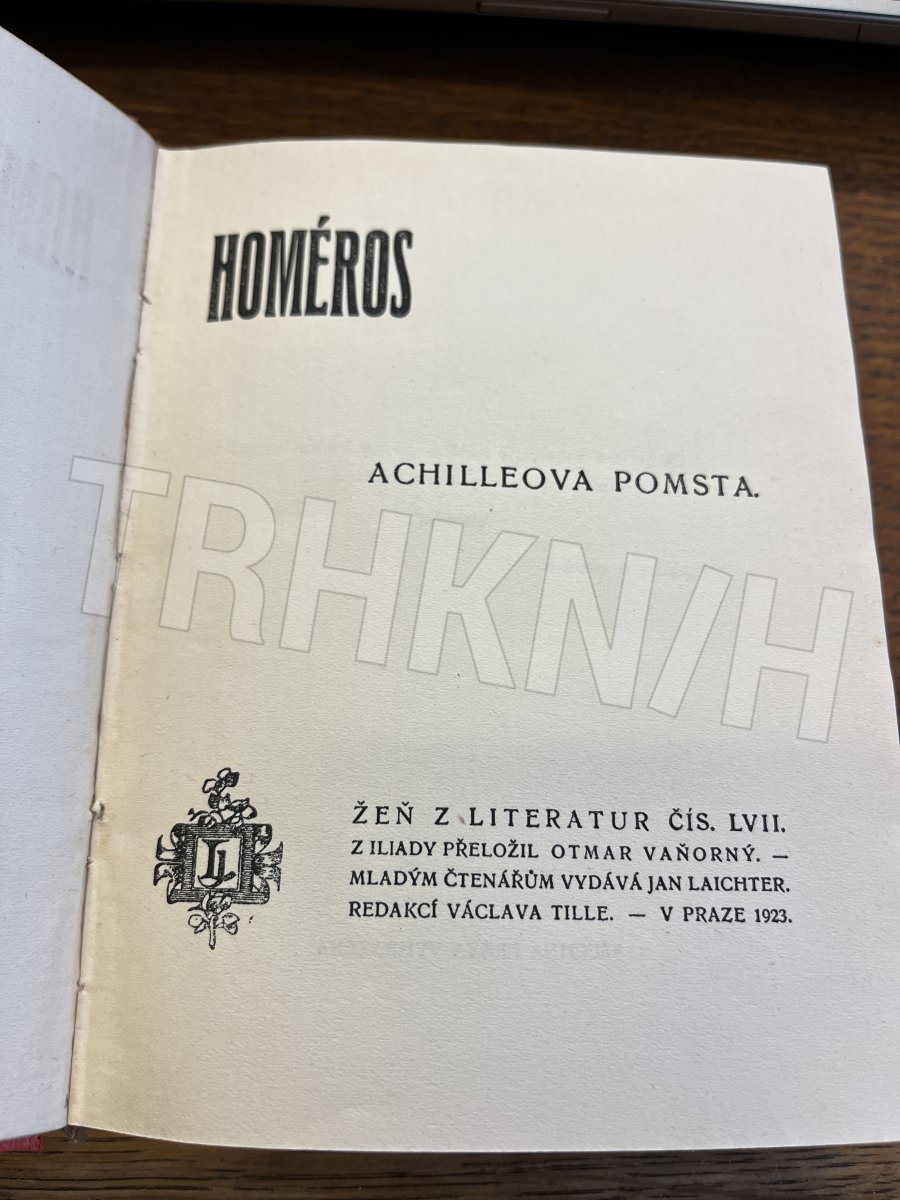 HOMÉROS
ACHILLEOVA POMSTA.
TRHKN/H
ŽEŇ Z LITERATUR ČÍS. LVII.
Z ILIADY PŘELOŽIL OTMAR VAŇORNÝ. —
MLADÝM ČTENÁŘŮM VYDÁVÁ JAN LAICHTER.
REDAKCÍ VÁCLAVA TILLE. — V PRAZE 1923.